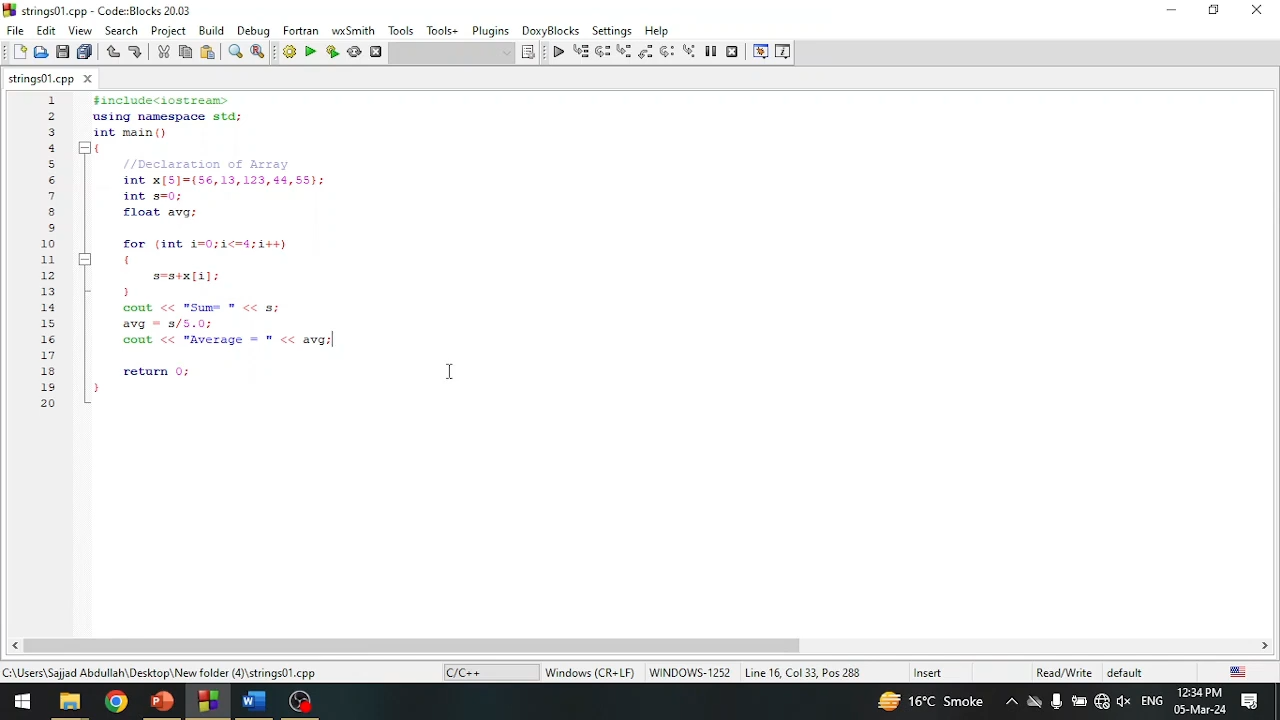 strings01.cpp - Code::Blocks 20.03
File Edit View Search Project Build Debug Fortran wxSmith Tools Tools+ Plugins DoxyBlocks Settings Help
strings01.cpp
1 #include<iostream>
2 using namespace std;
3 int main()
4 {
5 //Declaration of Array
6 int x[5]={56,13,123,44,55};
7 int s=0;
8 float avg;
9
10 for (int i=0;i<=4;i++)
11 {
12 s=s+x[i];
13 }
14 cout << "Sum= " << s;
15 avg = s/5.0;
16 cout << "Average = " << avg;
17
18 return 0;
19 }
20
C:\Users\Sajjad Abdullah\Desktop\New folder (4)\strings01.cpp C/C++ Windows (CR+LF) WINDOWS-1252 Line 16, Col 33, Pos 288 Insert Read/Write default
16°C Smoke ENG 12:34 PM
05-Mar-24